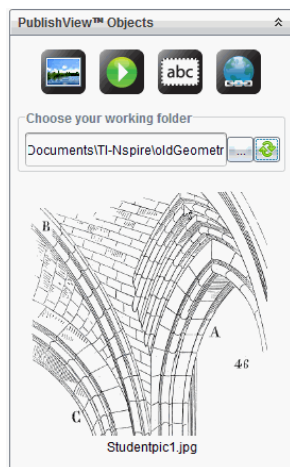 PublishView™ Objects
abc
Choose your working folder
Documents\TI-Nspire\oldGeometr
...
B
A
46
C
Studentpic1.jpg